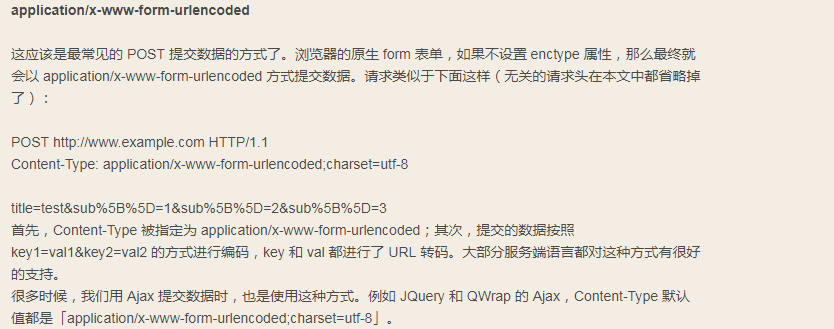 application/x-www-form-urlencoded
这应该是最常见的 POST 提交数据的方式了。浏览器的原生 form 表单，如果不设置 enctype 属性，那么最终就
会以 application/x-www-form-urlencoded 方式提交数据。请求类似于下面这样（无关的请求头在本文中都省略掉
了）：
POST http://www.example.com HTTP/1.1
Content-Type: application/x-www-form-urlencoded;charset=utf-8
title=test&sub%5B%5D=1&sub%5B%5D=2&sub%5B%5D=3
首先，Content-Type 被指定为 application/x-www-form-urlencoded；其次，提交的数据按照
key1=val1&key2=val2 的方式进行编码，key 和 val 都进行了 URL 转码。大部分服务端语言都对这种方式有很好
的支持。
很多时候，我们用 Ajax 提交数据时，也是使用这种方式。例如 JQuery 和 QWrap 的 Ajax，Content-Type 默认
值都是「application/x-www-form-urlencoded;charset=utf-8」。